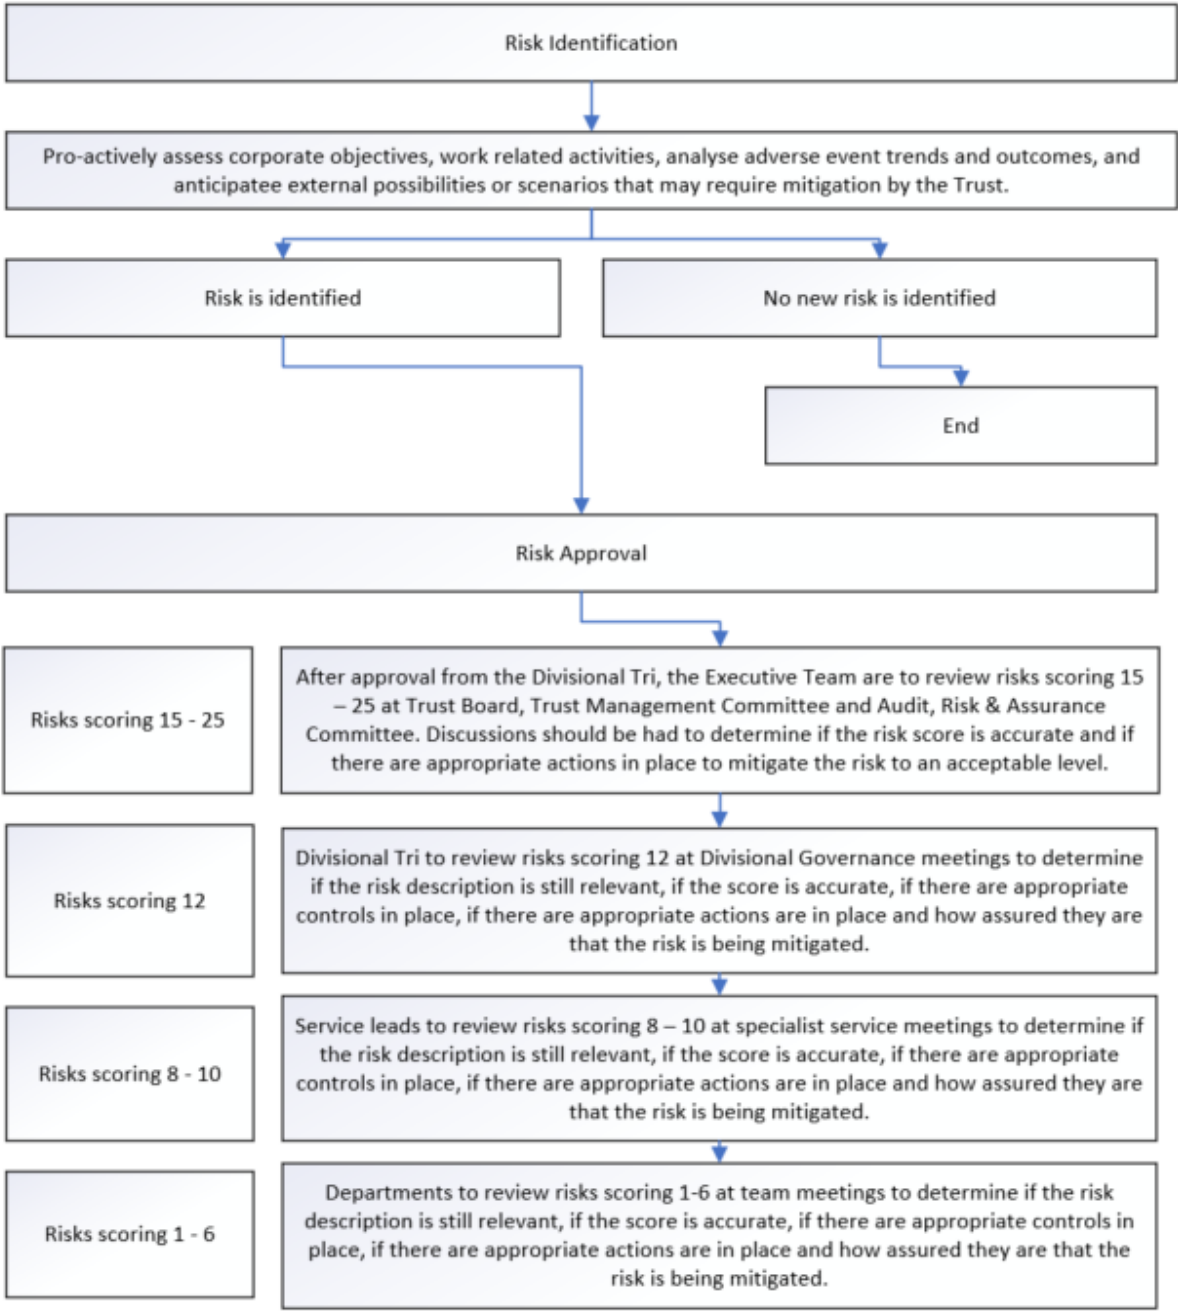 Risk Identification
Pro-actively assess corporate objectives, work related activities, analyse adverse event trends and outcomes, and
anticipatee external possibilities or scenarios that may require mitigation by the Trust.
Risk is identified
No new risk is identified
End
Risk Approval
Risks scoring 15 - 25
After approval from the Divisional Tri, the Executive Team are to review risks scoring 15
– 25 at Trust Board, Trust Management Committee and Audit, Risk & Assurance
Committee. Discussions should be had to determine if the risk score is accurate and if
there are appropriate actions in place to mitigate the risk to an acceptable level.
Risks scoring 12
Divisional Tri to review risks scoring 12 at Divisional Governance meetings to determine
if the risk description is still relevant, if the score is accurate, if there are appropriate
controls in place, if there are appropriate actions are in place and how assured they are
that the risk is being mitigated.
Risks scoring 8 - 10
Service leads to review risks scoring 8 – 10 at specialist service meetings to determine if
the risk description is still relevant, if the score is accurate, if there are appropriate
controls in place, if there are appropriate actions are in place and how assured they are
that the risk is being mitigated.
Risks scoring 1 - 6
Departments to review risks scoring 1-6 at team meetings to determine if the risk
description is still relevant, if the score is accurate, if there are appropriate controls in
place, if there are appropriate actions are in place and how assured they are that the
risk is being mitigated.